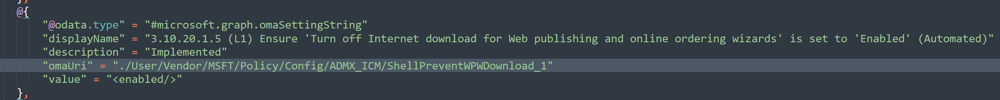 },
@{
"@odata.type" = "#microsoft.graph.omaSettingString"
"displayName" = "3.10.20.1.5 (L1) Ensure 'Turn off Internet download for Web publishing and online ordering wizards' is set to 'Enabled' (Automated)"
"description" = "Implemented"
"omaUri" = "./User/Vendor/MSFT/Policy/Config/ADMX_ICM/ShellPreventWPWDownload_1"
"value" = "<enabled/>"
},